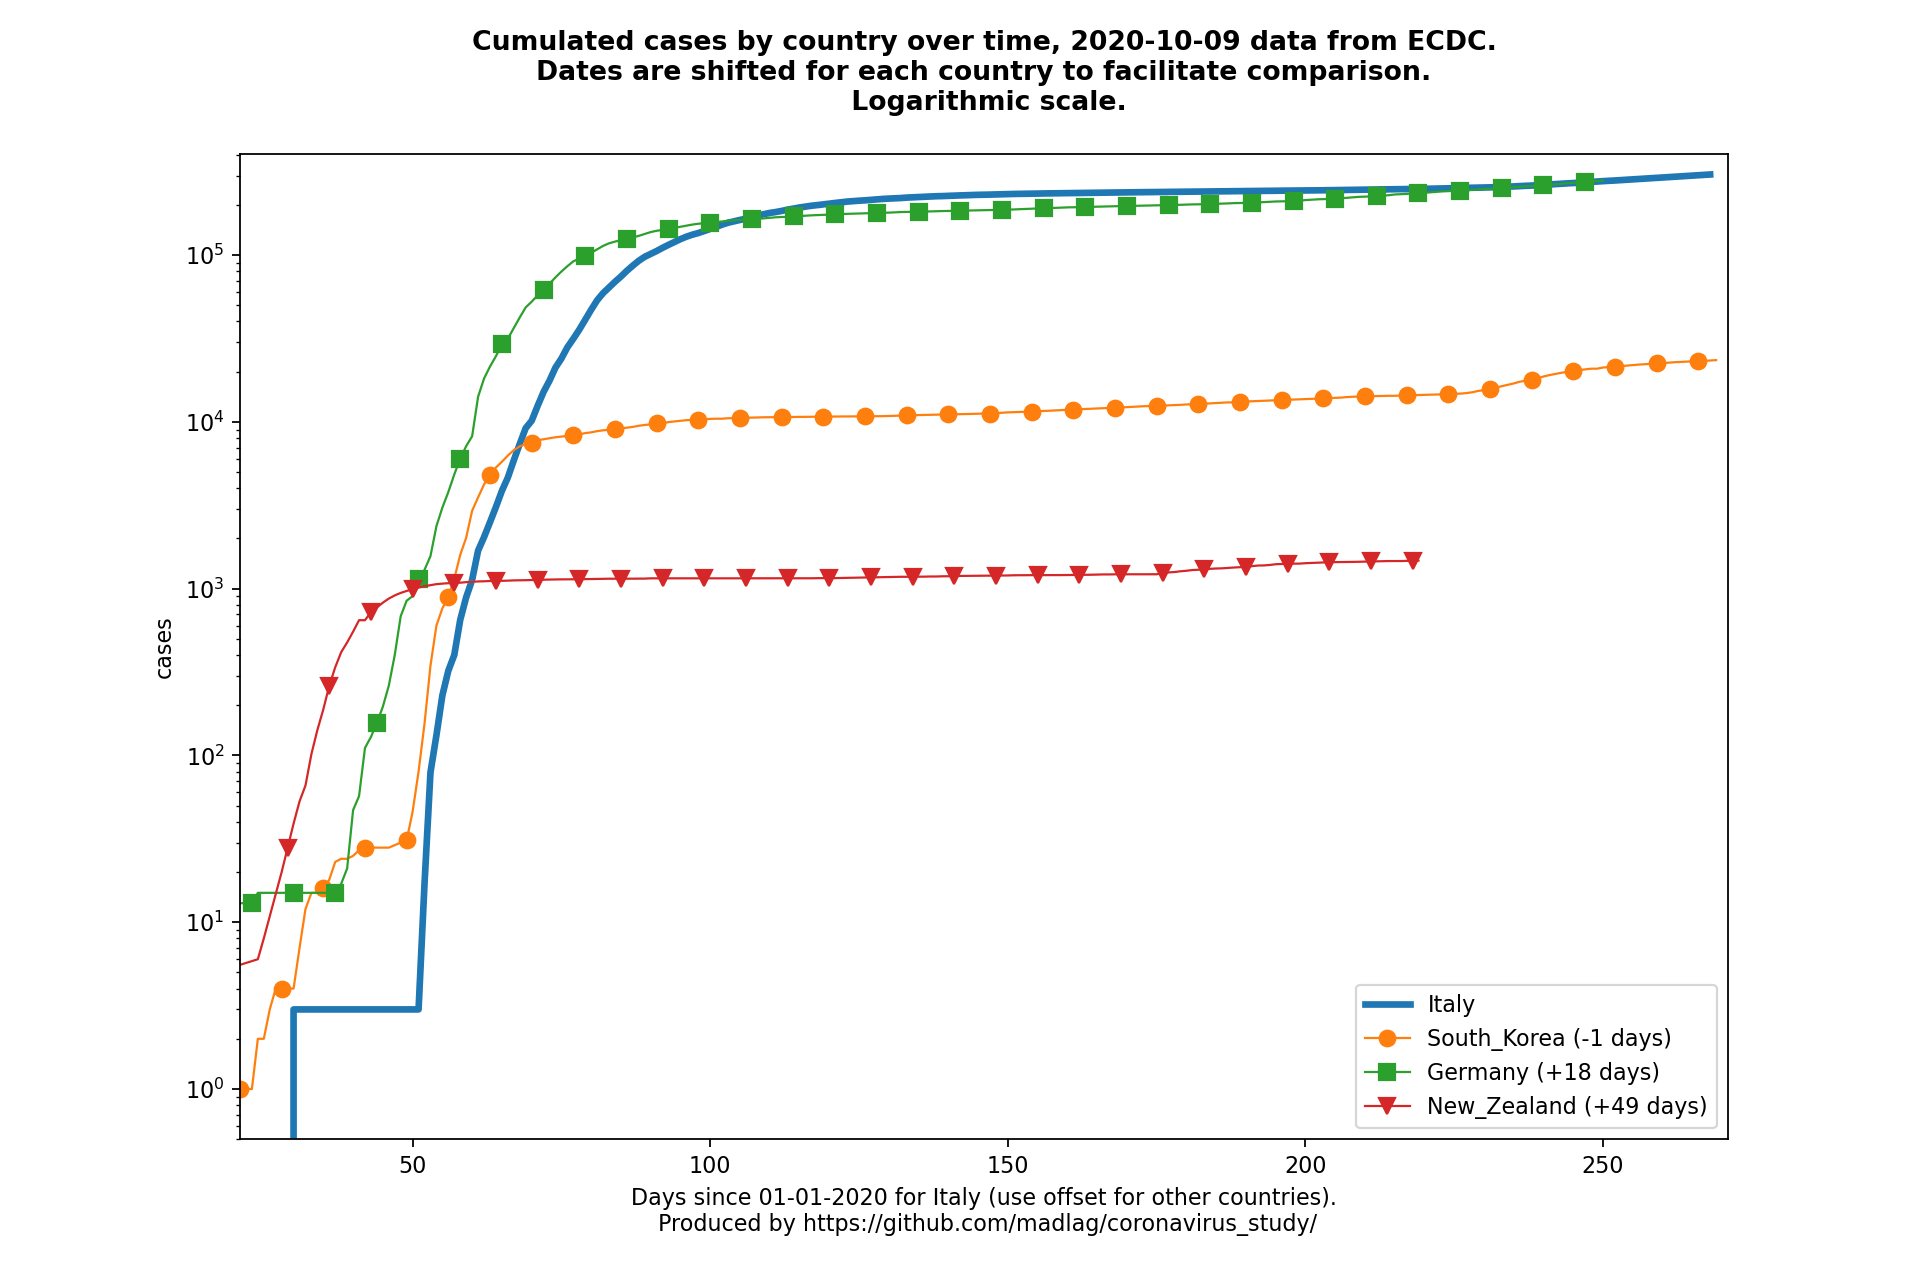 Cumulated cases by country over time, 2020-10-09 data from ECDC.
Dates are shifted for each country to facilitate comparison.
Logarithmic scale.
cases
10^5
10^4
10^3
10^2
10^1
10^0
50 100 150 200 250
Italy
South_Korea (-1 days)
Germany (+18 days)
New_Zealand (+49 days)
Days since 01-01-2020 for Italy (use offset for other countries).
Produced by https://github.com/madlag/coronavirus_study/